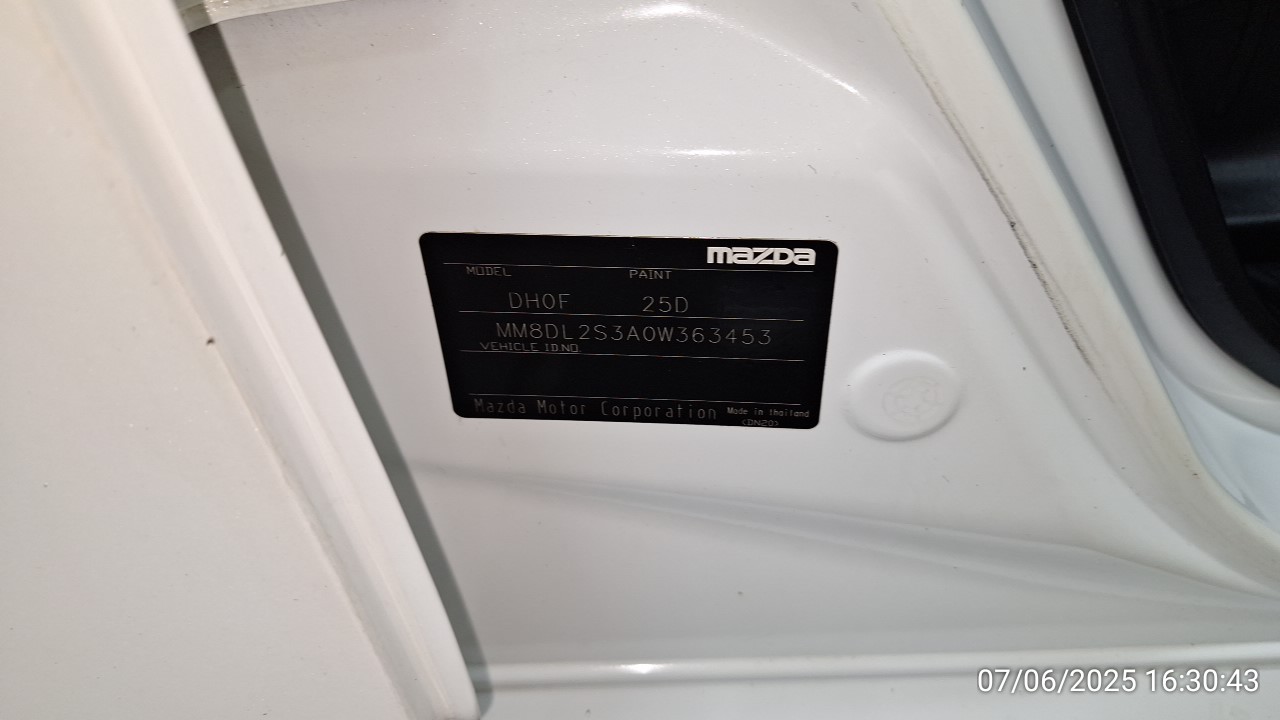 mazda
MODEL PAINT
DH0F 25D
MM8DL2S3A0W363453
VEHICLE ID.NO.
Mazda Motor Corporation Made in Thailand
(DN20)
07/06/2025 16:30:43